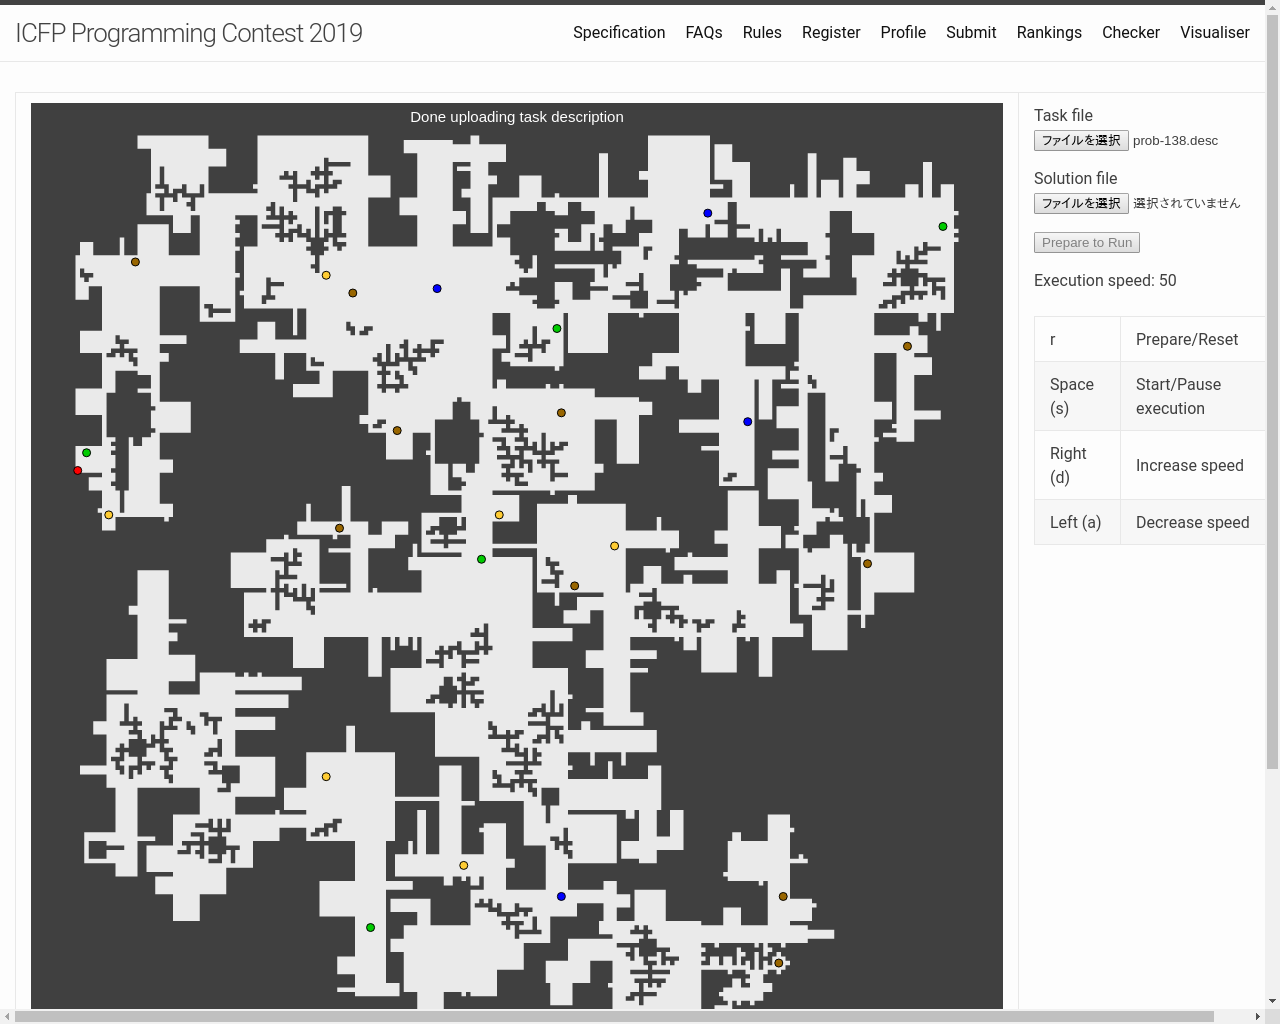 ICFP Programming Contest 2019
Specification FAQs Rules Register Profile Submit Rankings Checker Visualiser
Done uploading task description
Task file
ファイルを選択 prob-138.desc
Solution file
ファイルを選択 選択されていません
Prepare to Run
Execution speed: 50
r Prepare/Reset
Space (s) Start/Pause execution
Right (d) Increase speed
Left (a) Decrease speed